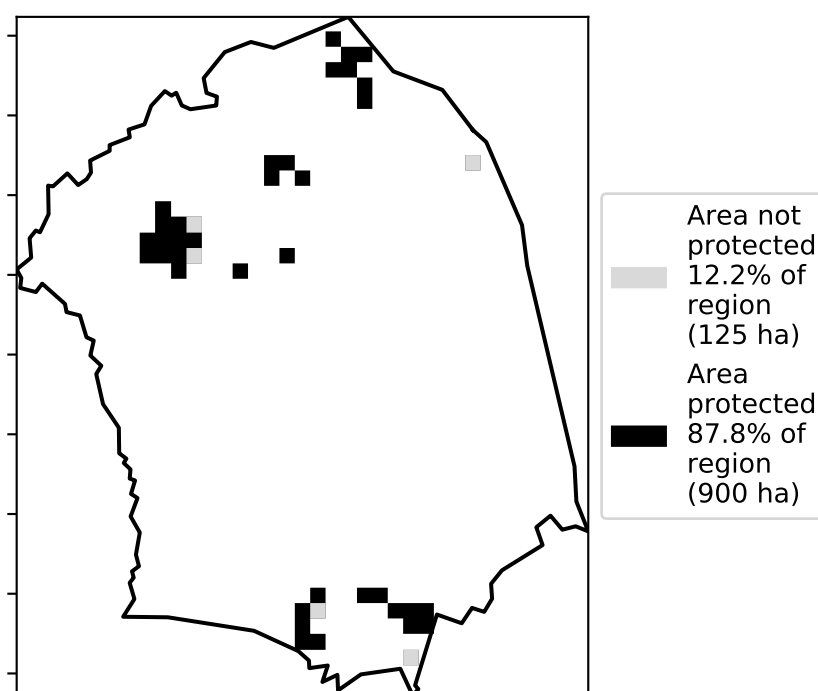 Area not
protected
12.2% of
region
(125 ha)
Area
protected
87.8% of
region
(900 ha)